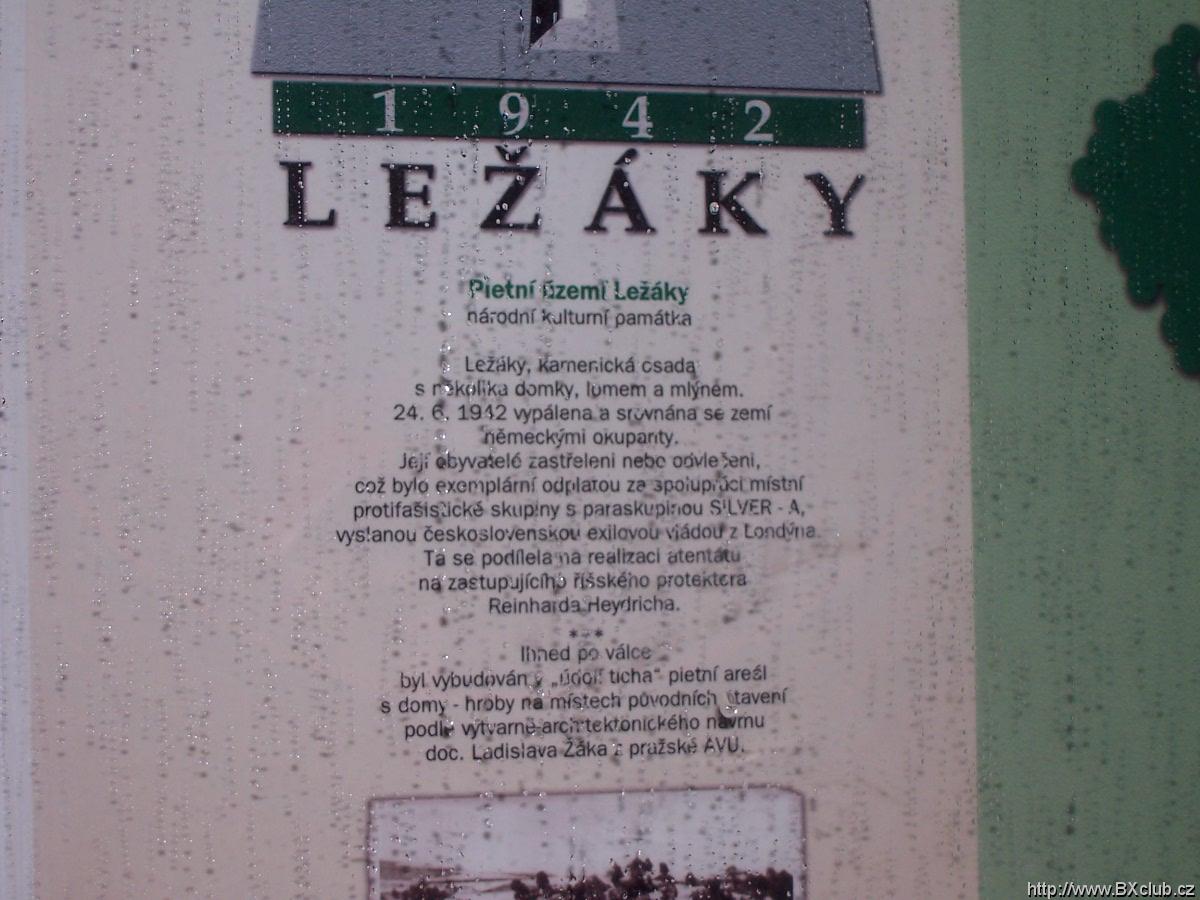 1 9 4 2
LEŽÁKY
Pietní území Ležáky
národní kulturní památka
Ležáky, kamenická osada
s několika domky, lomem a mlýnem.
24. 6. 1942 vypálena a srovnána se zemí
německými okupanty.
Její obyvatelé zastřeleni nebo odvlečeni,
což bylo exemplární odplatou za spolupráci místní
protifašistické skupiny s paraskupinou SILVER - A,
vyslanou československou exilovou vládou z Londýna.
Ta se podílela na realizaci atentátu
na zastupujícího říšského protektora
Reinharda Heydricha.
* * *
Ihned po válce
byl vybudován v „údolí ticha“ pietní areál
s domy - hroby na místech původních stavení
podle výtvarně-architektonického návrhu
doc. Ladislava Žáka z pražské AVU.
http://www.BXclub.cz